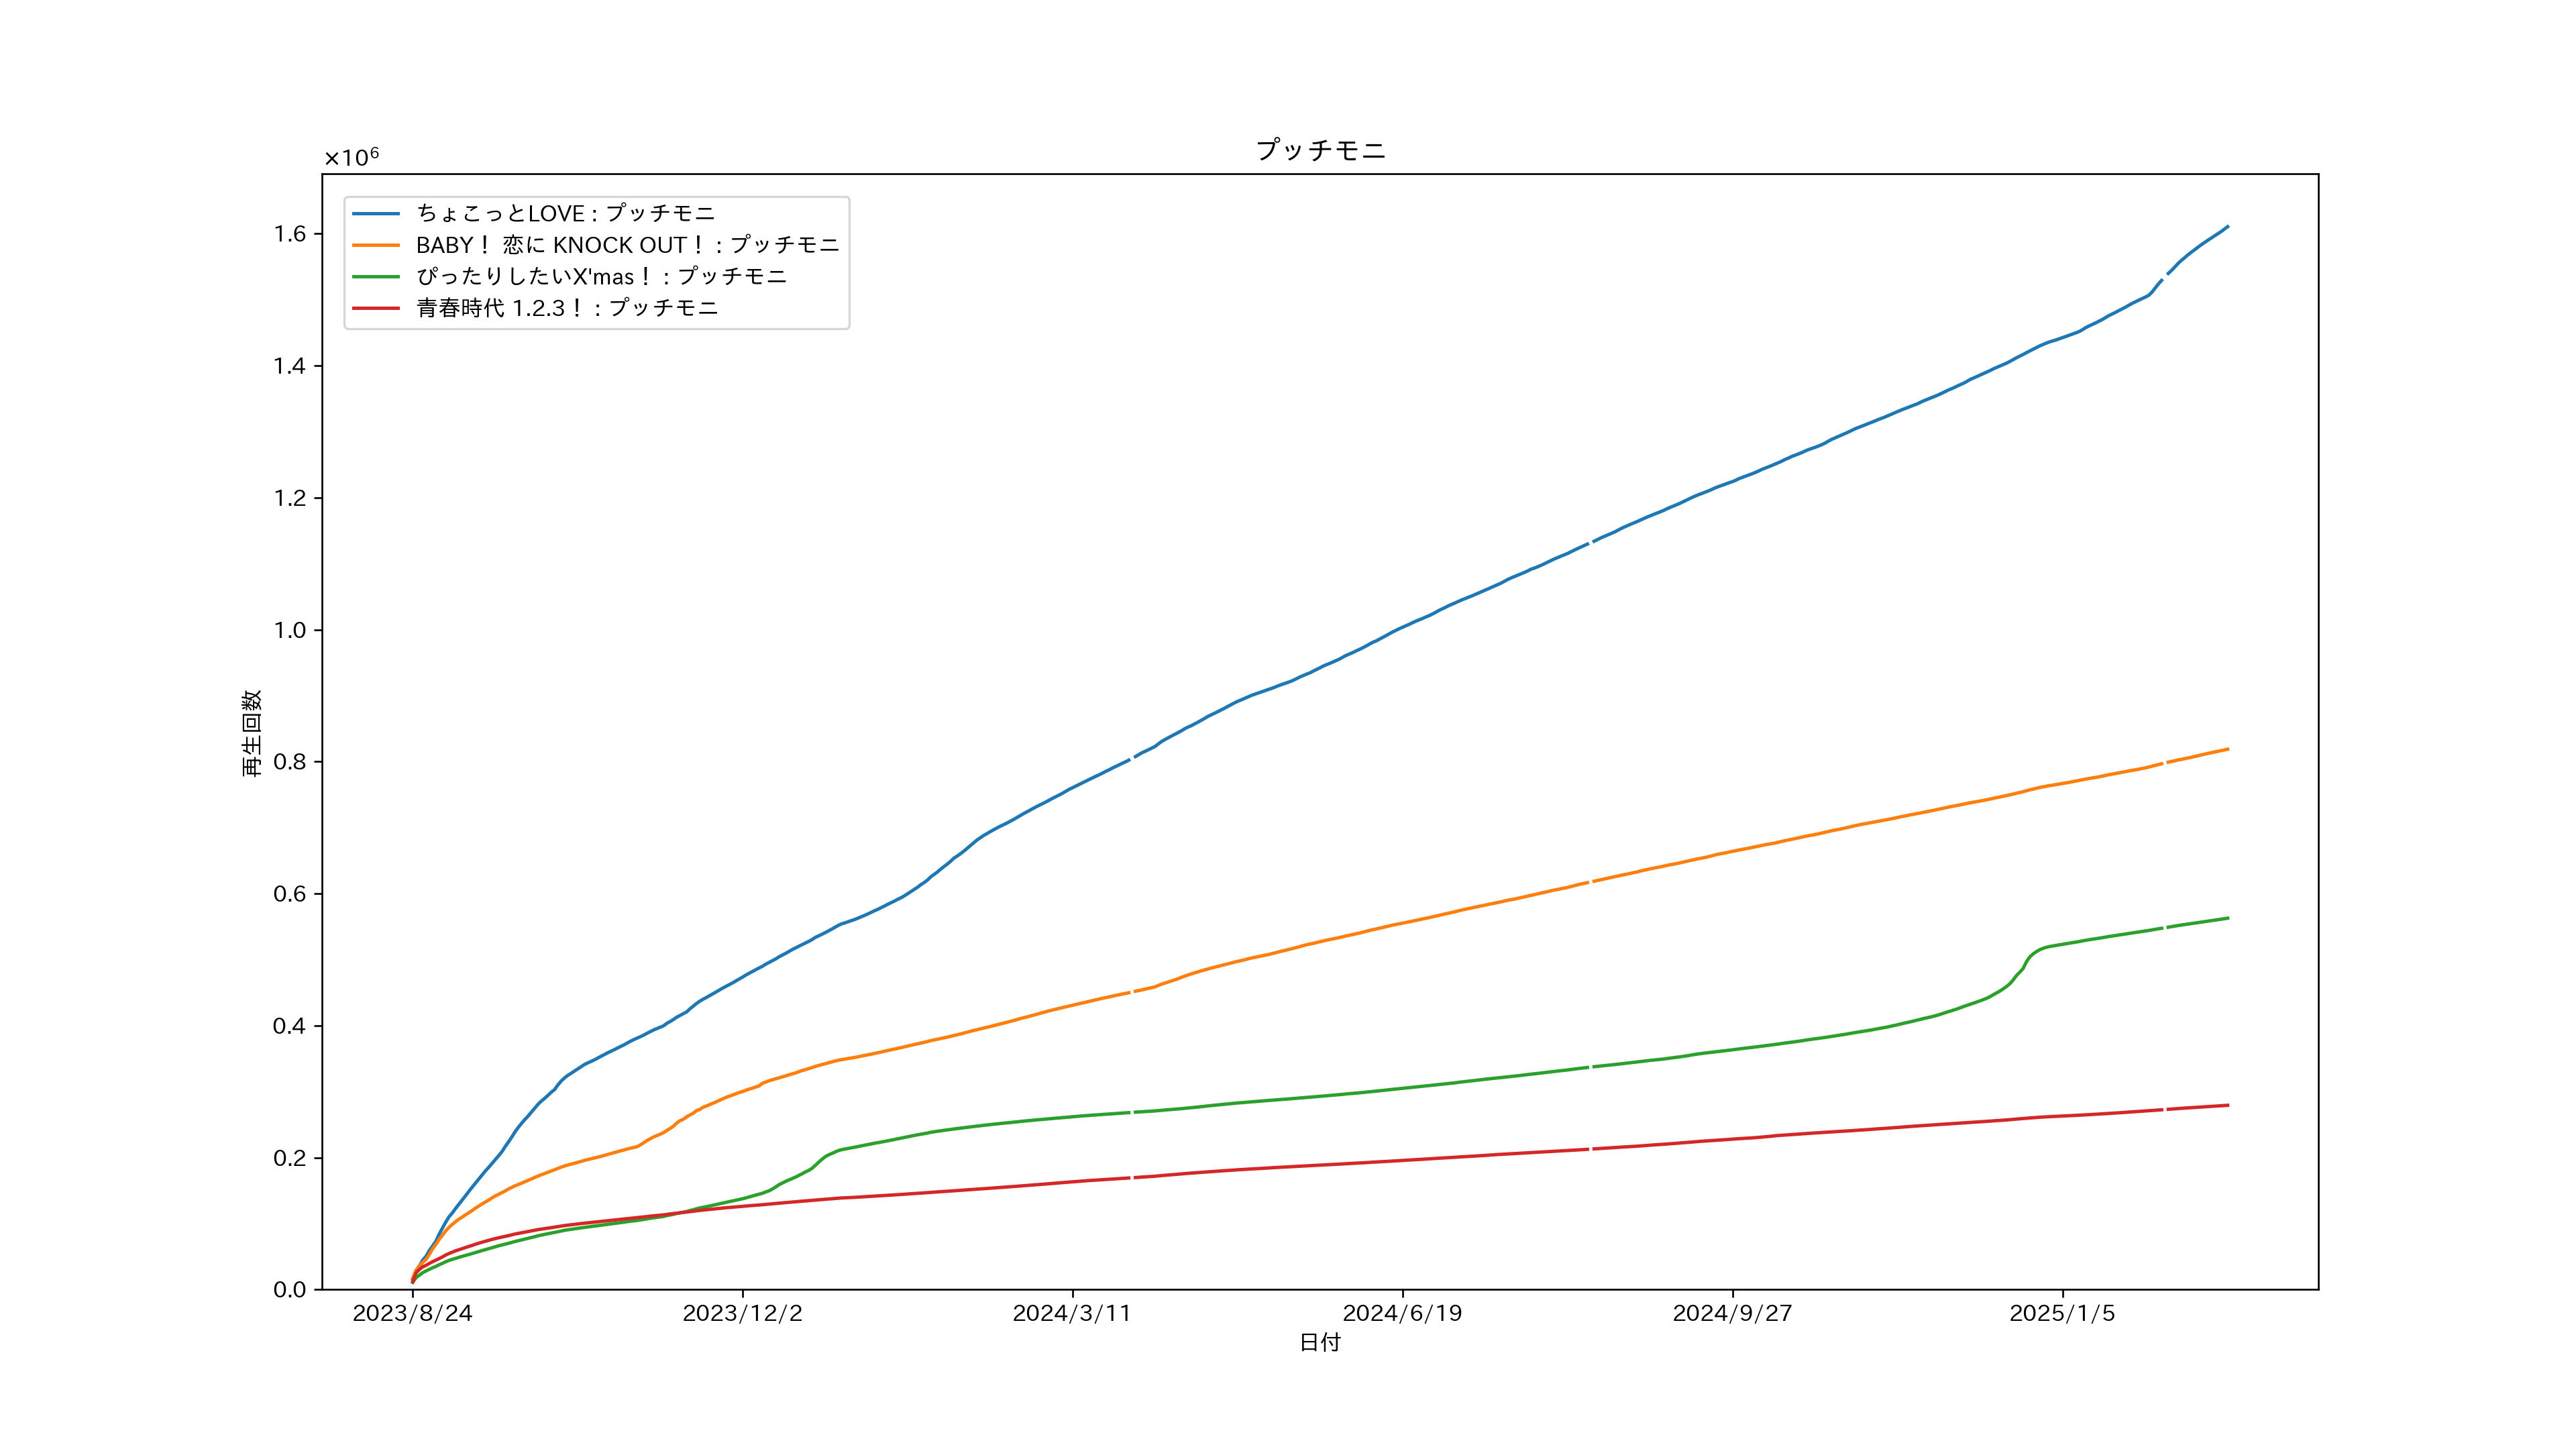 プッチモニ
×10⁶
ちょこっとLOVE : プッチモニ
BABY！ 恋に KNOCK OUT！ : プッチモニ
ぴったりしたいX'mas！ : プッチモニ
青春時代 1.2.3！ : プッチモニ
1.6
1.4
1.2
1.0
0.8
0.6
0.4
0.2
0.0
再生回数
2023/8/24 2023/12/2 2024/3/11 2024/6/19 2024/9/27 2025/1/5
日付